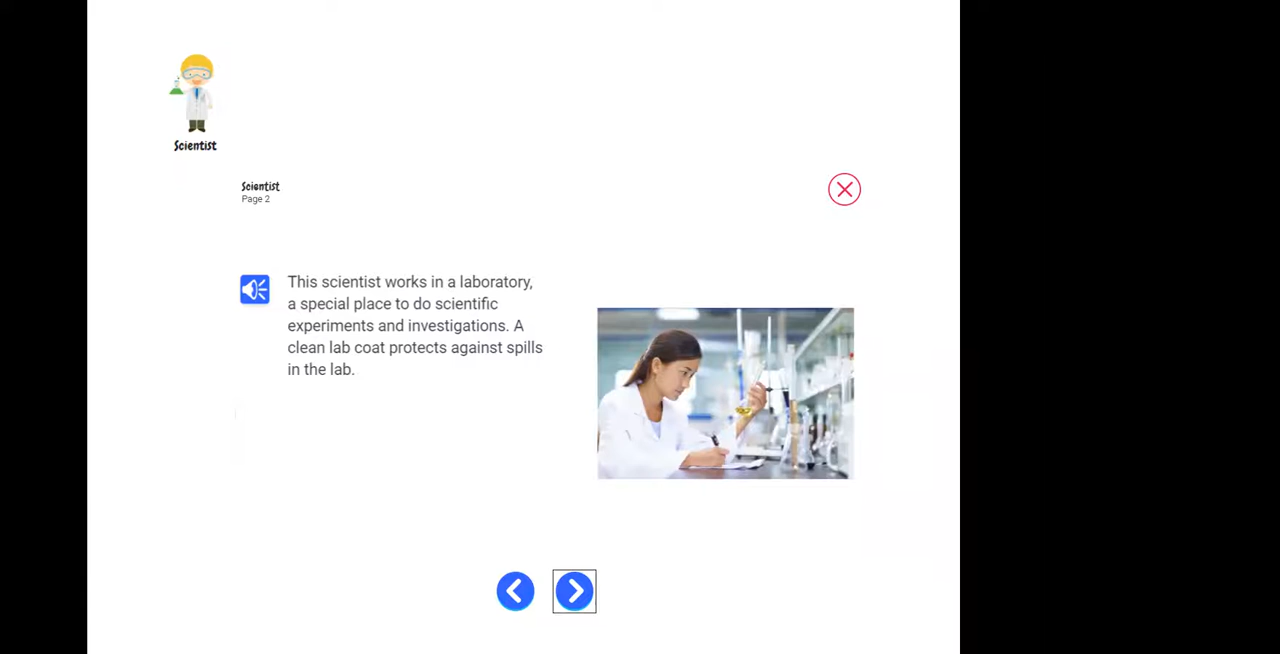 Scientist
Scientist
Page 2
This scientist works in a laboratory,
a special place to do scientific
experiments and investigations. A
clean lab coat protects against spills
in the lab.